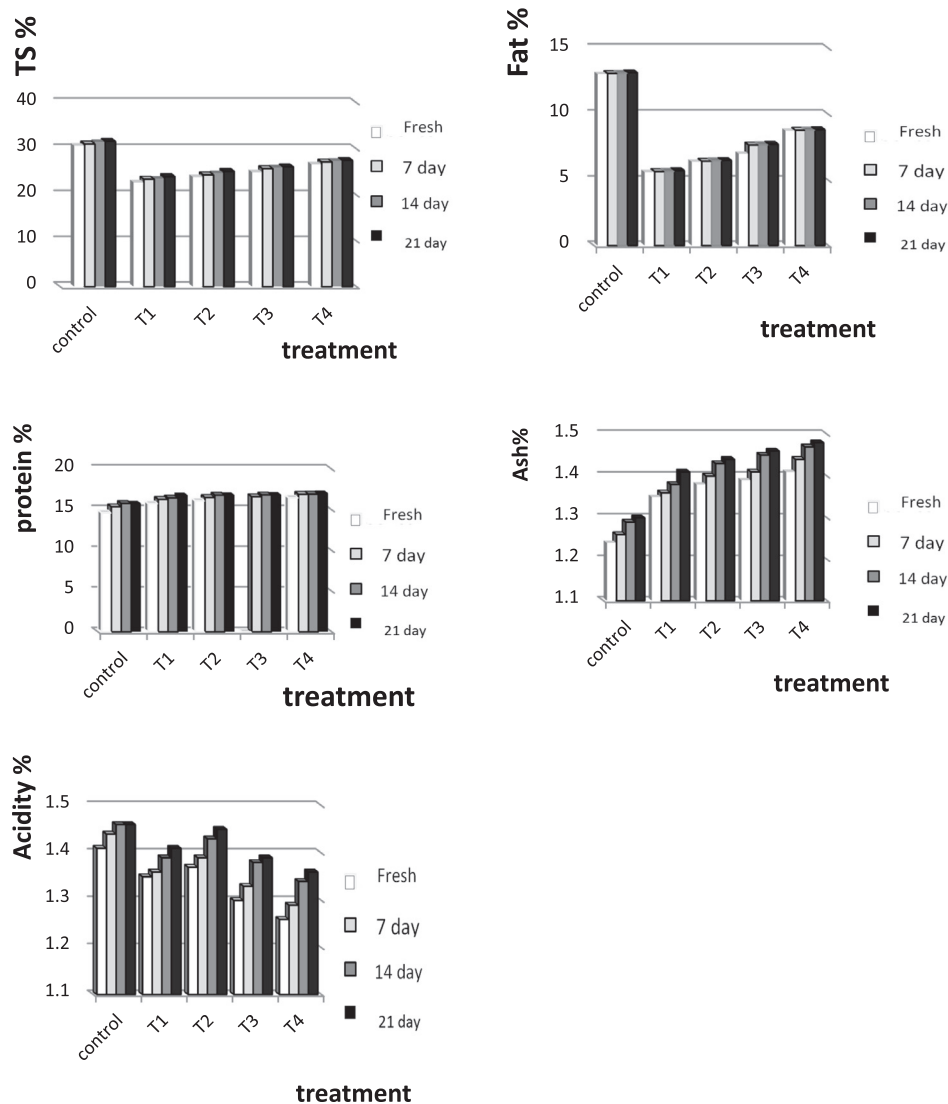 TS %
40
30
20
10
0
control
T1
T2
T3
T4
treatment
Fresh
7 day
14 day
21 day
Fat %
15
10
5
0
control
T1
T2
T3
T4
treatment
Fresh
7 day
14 day
21 day
protein %
20
15
10
5
0
control
T1
T2
T3
T4
treatment
Fresh
7 day
14 day
21 day
Ash%
1.5
1.4
1.3
1.2
1.1
control
T1
T2
T3
T4
treatment
Fresh
7 day
14 day
21 day
Acidity %
1.5
1.4
1.3
1.2
1.1
control
T1
T2
T3
T4
treatment
Fresh
7 day
14 day
21 day